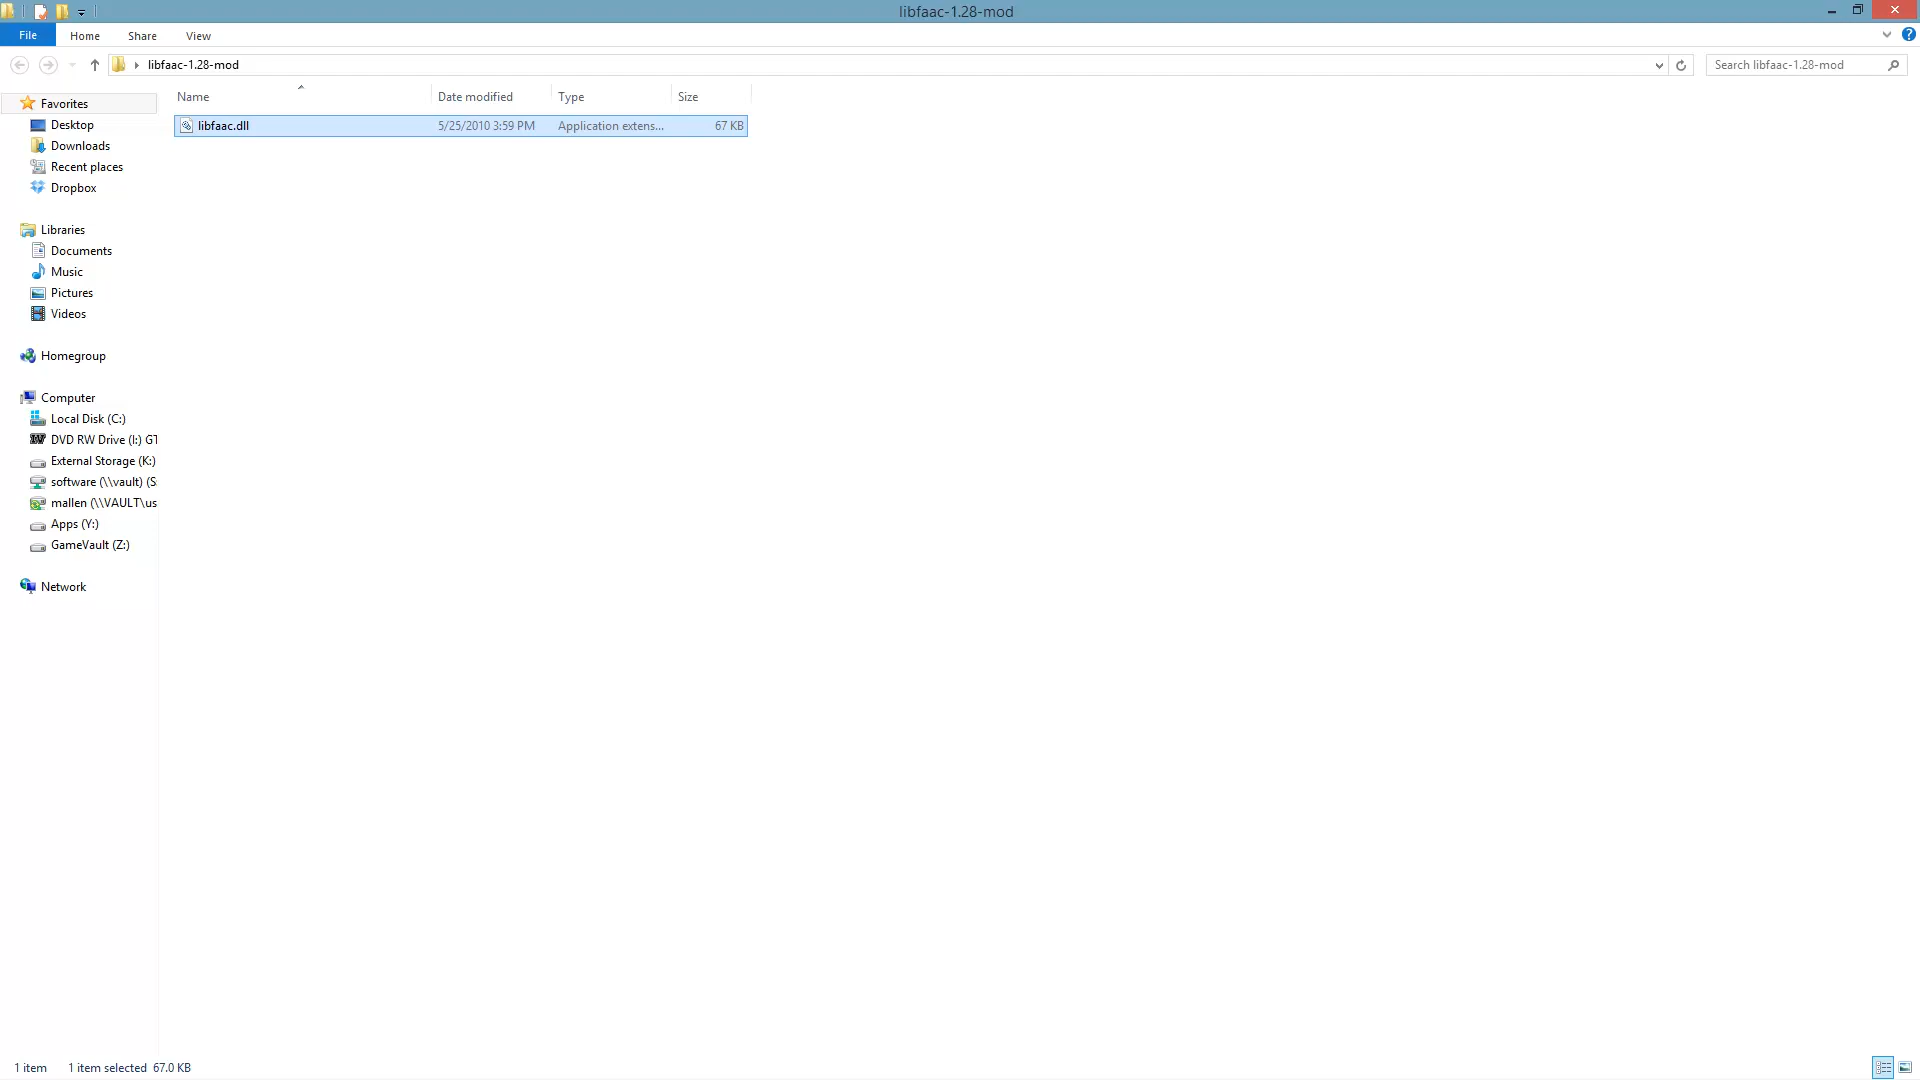 libfaac-1.28-mod
File Home Share View
libfaac-1.28-mod
Search libfaac-1.28-mod
Name Date modified Type Size
libfaac.dll 5/25/2010 3:59 PM Application extens... 67 KB
Favorites
Desktop
Downloads
Recent places
Dropbox
Libraries
Documents
Music
Pictures
Videos
Homegroup
Computer
Local Disk (C:)
DVD RW Drive (I:) GT
External Storage (K:)
software (\\vault) (S:
mallen (\\VAULT\us
Apps (Y:)
GameVault (Z:)
Network
1 item 1 item selected 67.0 KB